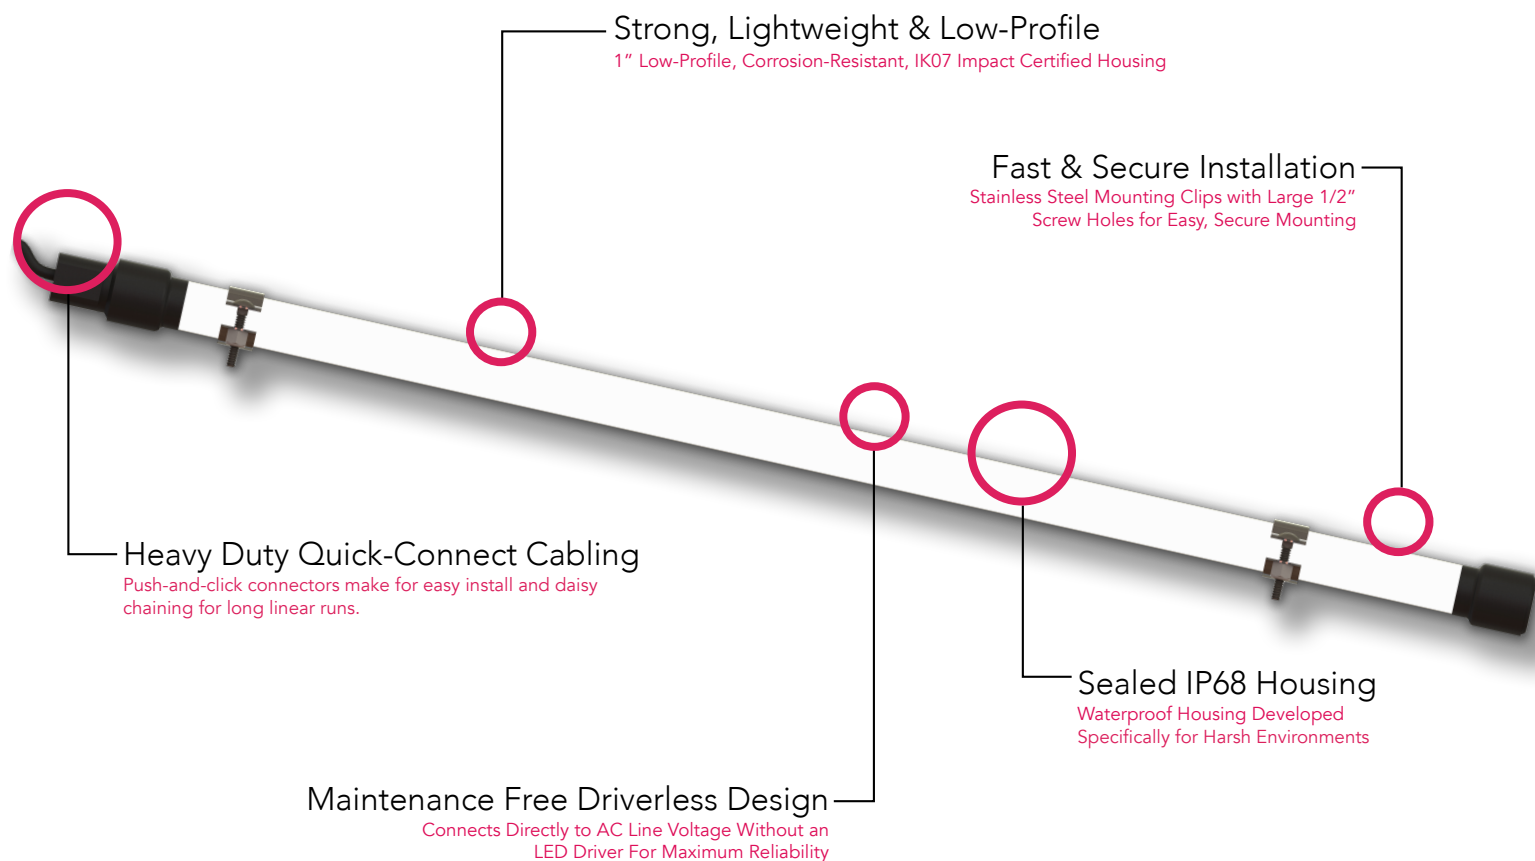 Strong, Lightweight & Low-Profile
1” Low-Profile, Corrosion-Resistant, IK07 Impact Certified Housing
Fast & Secure Installation
Stainless Steel Mounting Clips with Large 1/2”
Screw Holes for Easy, Secure Mounting
Heavy Duty Quick-Connect Cabling
Push-and-click connectors make for easy install and daisy
chaining for long linear runs.
Sealed IP68 Housing
Waterproof Housing Developed
Specifically for Harsh Environments
Maintenance Free Driverless Design
Connects Directly to AC Line Voltage Without an
LED Driver For Maximum Reliability